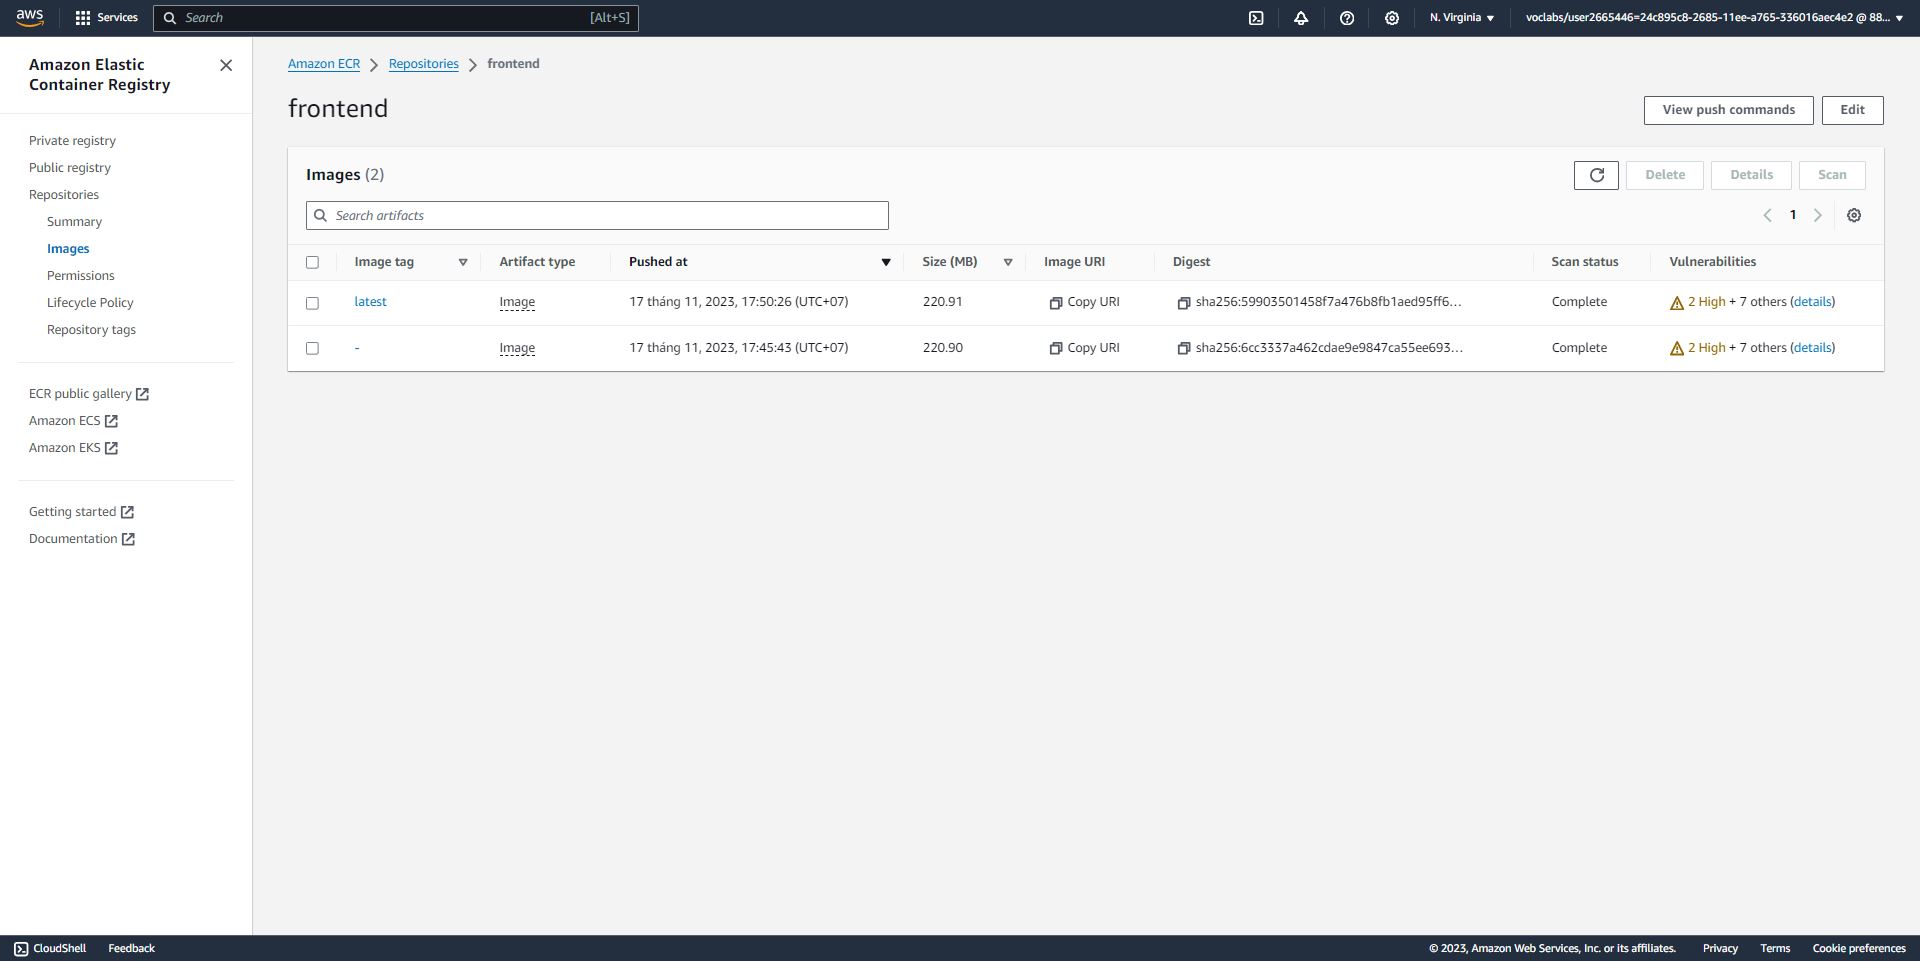 aws Services Search [Alt+S] N. Virginia voclabs/user2665446=24c895c8-2685-11ee-a765-336016aec4e2 @ 88...
Amazon Elastic
Container Registry
Private registry
Public registry
Repositories
Summary
Images
Permissions
Lifecycle Policy
Repository tags
ECR public gallery
Amazon ECS
Amazon EKS
Getting started
Documentation
Amazon ECR Repositories frontend
frontend
View push commands Edit
Images (2) Delete Details Scan
Search artifacts 1
Image tag Artifact type Pushed at Size (MB) Image URI Digest Scan status Vulnerabilities
latest Image 17 tháng 11, 2023, 17:50:26 (UTC+07) 220.91 Copy URI sha256:59903501458f7a476b8fb1aed95ff6... Complete 2 High + 7 others (details)
- Image 17 tháng 11, 2023, 17:45:43 (UTC+07) 220.90 Copy URI sha256:6cc3337a462cdae9e9847ca55ee693... Complete 2 High + 7 others (details)
CloudShell Feedback © 2023, Amazon Web Services, Inc. or its affiliates. Privacy Terms Cookie preferences